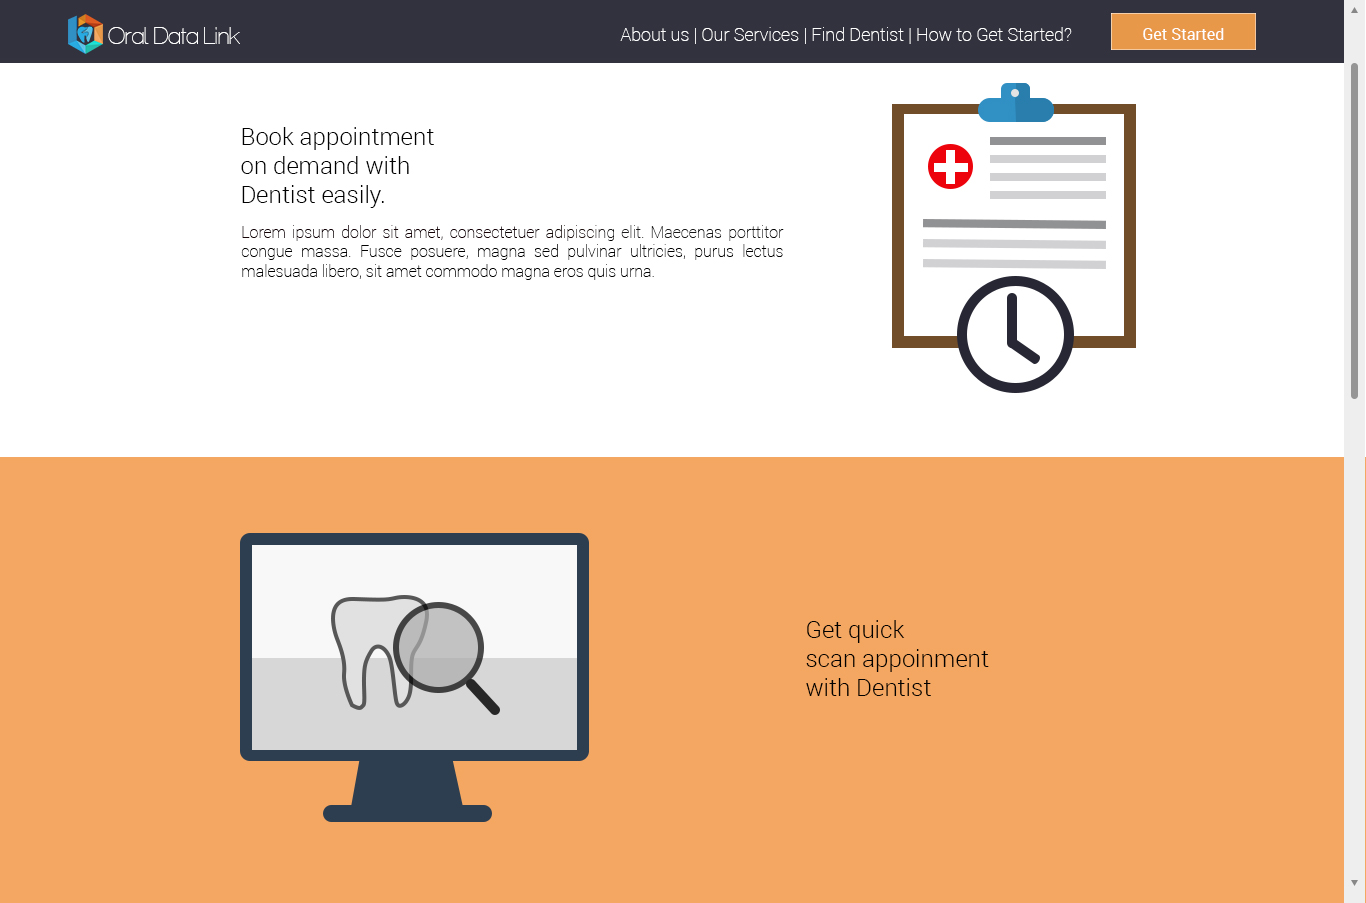 Oral Data Link
About us | Our Services | Find Dentist | How to Get Started?
Get Started
Book appointment
on demand with
Dentist easily.
Lorem ipsum dolor sit amet, consectetuer adipiscing elit. Maecenas porttitor
congue massa. Fusce posuere, magna sed pulvinar ultricies, purus lectus
malesuada libero, sit amet commodo magna eros quis urna.
Get quick
scan appoinment
with Dentist